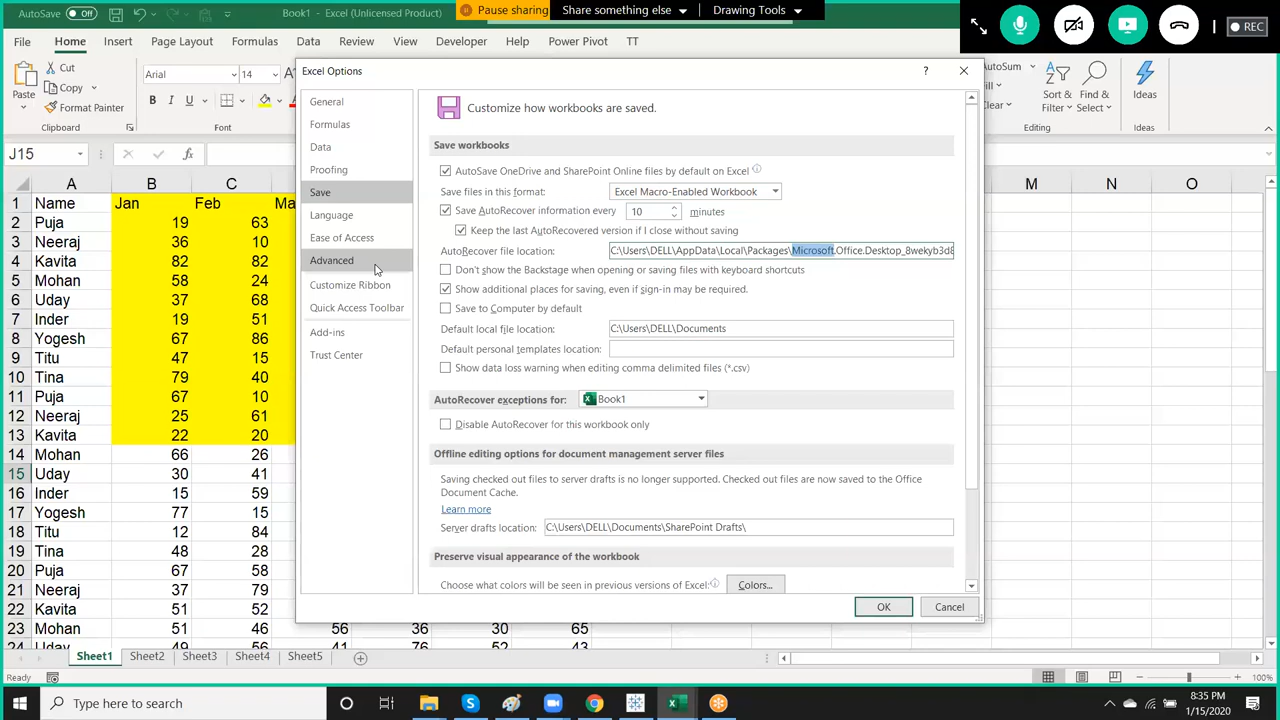 AutoSave Off Book1 - Excel (Unlicensed Product)
Pause sharing Share something else Drawing Tools
REC
File Home Insert Page Layout Formulas Data Review View Developer Help Power Pivot TT
Paste Cut Copy Format Painter
Clipboard
Arial 14
B I U
Font
AutoSum
Clear
Sort & Filter Find & Select Ideas
Editing Ideas
J15
Excel Options
General
Formulas
Data
Proofing
Save
Language
Ease of Access
Advanced
Customize Ribbon
Quick Access Toolbar
Add-ins
Trust Center
Customize how workbooks are saved.
Save workbooks
AutoSave OneDrive and SharePoint Online files by default on Excel
Save files in this format: Excel Macro-Enabled Workbook
Save AutoRecover information every 10 minutes
Keep the last AutoRecovered version if I close without saving
AutoRecover file location: C:\Users\DELL\AppData\Local\Packages\Microsoft.Office.Desktop_8wekyb3d8
Don't show the Backstage when opening or saving files with keyboard shortcuts
Show additional places for saving, even if sign-in may be required.
Save to Computer by default
Default local file location: C:\Users\DELL\Documents
Default personal templates location:
Show data loss warning when editing comma delimited files (*.csv)
AutoRecover exceptions for: Book1
Disable AutoRecover for this workbook only
Offline editing options for document management server files
Saving checked out files to server drafts is no longer supported. Checked out files are now saved to the Office
Document Cache.
Learn more
Server drafts location: C:\Users\DELL\Documents\SharePoint Drafts\
Preserve visual appearance of the workbook
Choose what colors will be seen in previous versions of Excel: Colors...
OK Cancel
A B C M N O
1 Name Jan Feb
2 Puja 19 63
3 Neeraj 36 10
4 Kavita 82 82
5 Mohan 58 24
6 Uday 37 68
7 Inder 19 51
8 Yogesh 67 86
9 Titu 47 15
10 Tina 79 40
11 Puja 67 10
12 Neeraj 25 61
13 Kavita 22 20
14 Mohan 66 26
15 Uday 30 41
16 Inder 15 59
17 Yogesh 77 15
18 Titu 12 84
19 Tina 48 28
20 Puja 67 58
21 Neeraj 37 79
22 Kavita 51 52
23 Mohan 51 46 56 36 30 65
24 Uday 49 56 41 76 52 43
Sheet1 Sheet2 Sheet3 Sheet4 Sheet5
Ready 100%
Type here to search
8:35 PM
1/15/2020